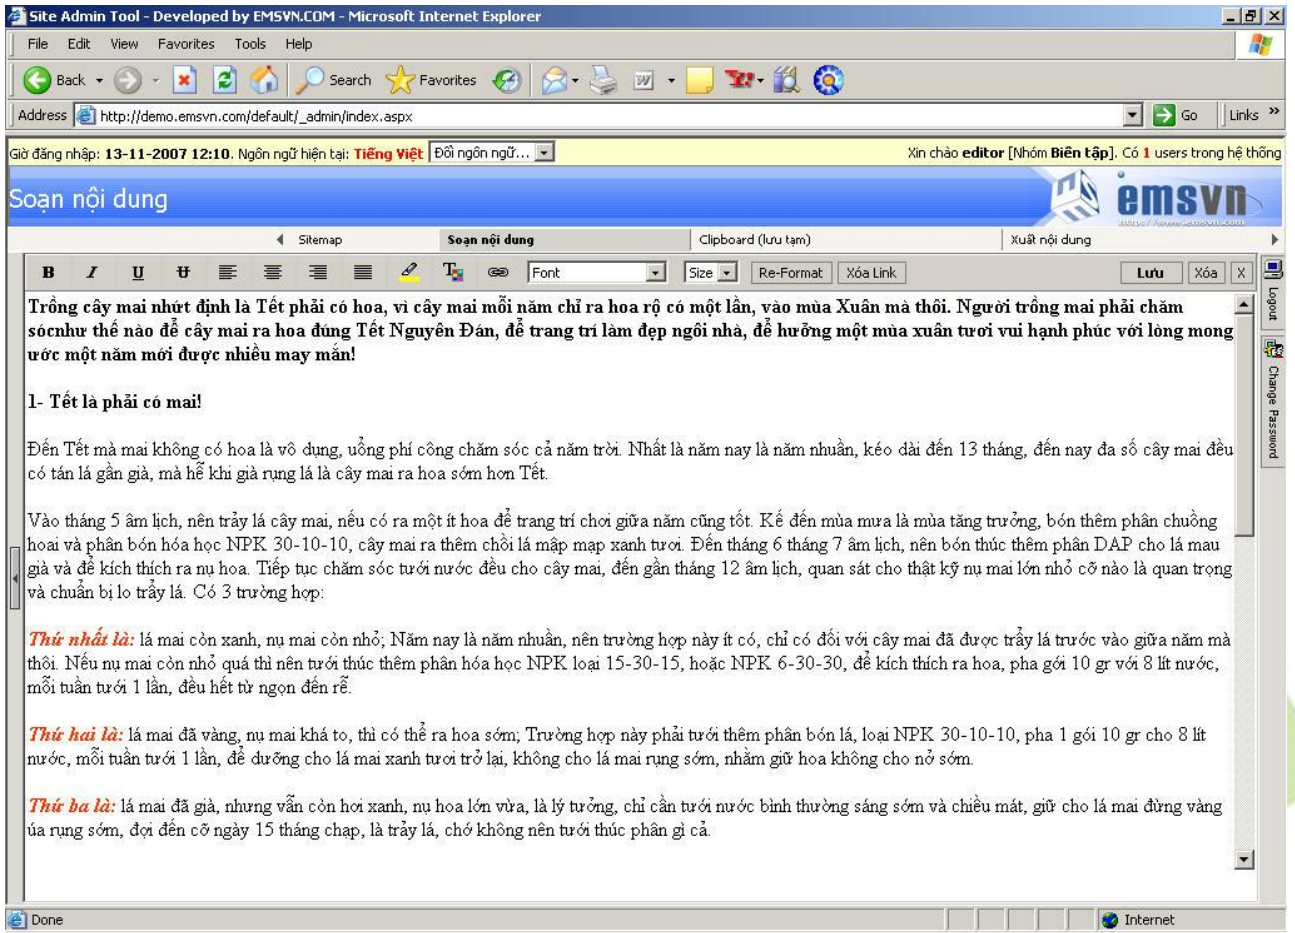 Site Admin Tool - Developed by EMSVN.COM - Microsoft Internet Explorer
File Edit View Favorites Tools Help
Back Search Favorites
Address http://demo.emsvn.com/default/_admin/index.aspx Go Links »
Giờ đăng nhập: 13-11-2007 12:10. Ngôn ngữ hiện tại: Tiếng Việt Đổi ngôn ngữ... Xin chào editor [Nhóm Biên tập]. Có 1 users trong hệ thống
Soạn nội dung
emsvn
Sitemap Soạn nội dung Clipboard (lưu tạm) Xuất nội dung
B I U Font Size Re-Format Xóa Link Lưu Xóa X
Logout
Change Password
Trồng cây mai nhứt định là Tết phải có hoa, vì cây mai mỗi năm chỉ ra hoa rộ có một lần, vào mùa Xuân mà thôi. Người trồng mai phải chăm
sócnhư thế nào để cây mai ra hoa đúng Tết Nguyên Đán, để trang trí làm đẹp ngôi nhà, để hưởng một mùa xuân tươi vui hạnh phúc với lòng mong
ước một năm mới được nhiều may mắn!
1- Tết là phải có mai!
Đến Tết mà mai không có hoa là vô dụng, uổng phí công chăm sóc cả năm trời. Nhất là năm nay là năm nhuần, kéo dài đến 13 tháng, đến nay đa số cây mai đều
có tán lá gần già, mà hễ khi già rụng lá là cây mai ra hoa sớm hơn Tết.
Vào tháng 5 âm lịch, nên trảy lá cây mai, nếu có ra một ít hoa để trang trí chơi giữa năm cũng tốt. Kế đến mùa mưa là mùa tăng trưởng, bón thêm phân chuồng
hoai và phân bón hóa học NPK 30-10-10, cây mai ra thêm chồi lá mập mạp xanh tươi. Đến tháng 6 tháng 7 âm lịch, nên bón thúc thêm phân DAP cho lá mau
già và để kích thích ra nụ hoa. Tiếp tục chăm sóc tưới nước đều cho cây mai, đến gần tháng 12 âm lịch, quan sát cho thật kỹ nụ mai lớn nhỏ cỡ nào là quan trọng
và chuẩn bị lo trẩy lá. Có 3 trường hợp:
Thứ nhất là: lá mai còn xanh, nụ mai còn nhỏ; Năm nay là năm nhuần, nên trường hợp này ít có, chỉ có đối với cây mai đã được trẩy lá trước vào giữa năm mà
thôi. Nếu nụ mai còn nhỏ quá thì nên tưới thúc thêm phân hóa học NPK loại 15-30-15, hoặc NPK 6-30-30, để kích thích ra hoa, pha gới 10 gr với 8 lít nước,
mỗi tuần tưới 1 lần, đều hết từ ngọn đến rễ.
Thứ hai là: lá mai đã vàng, nụ mai khá to, thì có thể ra hoa sớm; Trường hợp này phải tưới thêm phân bón lá, loại NPK 30-10-10, pha 1 gói 10 gr cho 8 lít
nước, mỗi tuần tưới 1 lần, để dưỡng cho lá mai xanh tươi trở lại, không cho lá mai rụng sớm, nhằm giữ hoa không cho nở sớm.
Thứ ba là: lá mai đã già, nhưng vẫn còn hơi xanh, nụ hoa lớn vừa, là lý tưởng, chỉ cần tưới nước bình thường sáng sớm và chiều mát, giữ cho lá mai đừng vàng
úa rụng sớm, đợi đến cỡ ngày 15 tháng chạp, là trảy lá, chớ không nên tưới thúc phân gì cả.
Done Internet